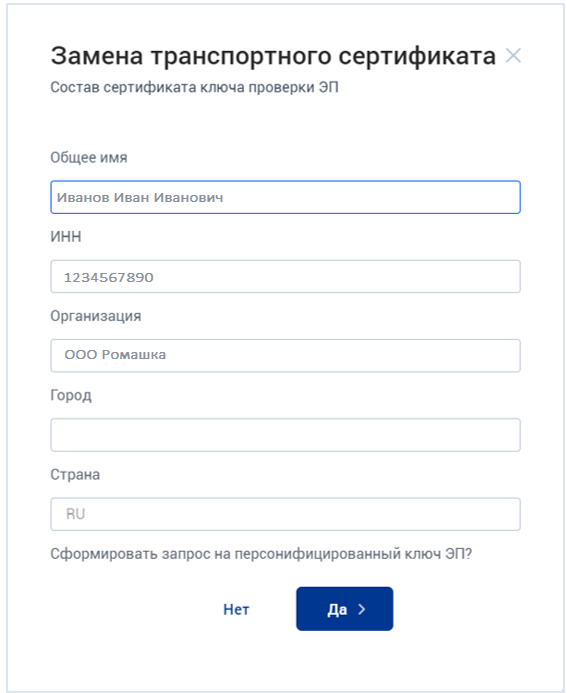 Замена транспортного сертификата
Состав сертификата ключа проверки ЭП
Общее имя
Иванов Иван Иванович
ИНН
1234567890
Организация
ООО Ромашка
Город
Страна
RU
Сформировать запрос на персонифицированный ключ ЭП?
Нет
Да